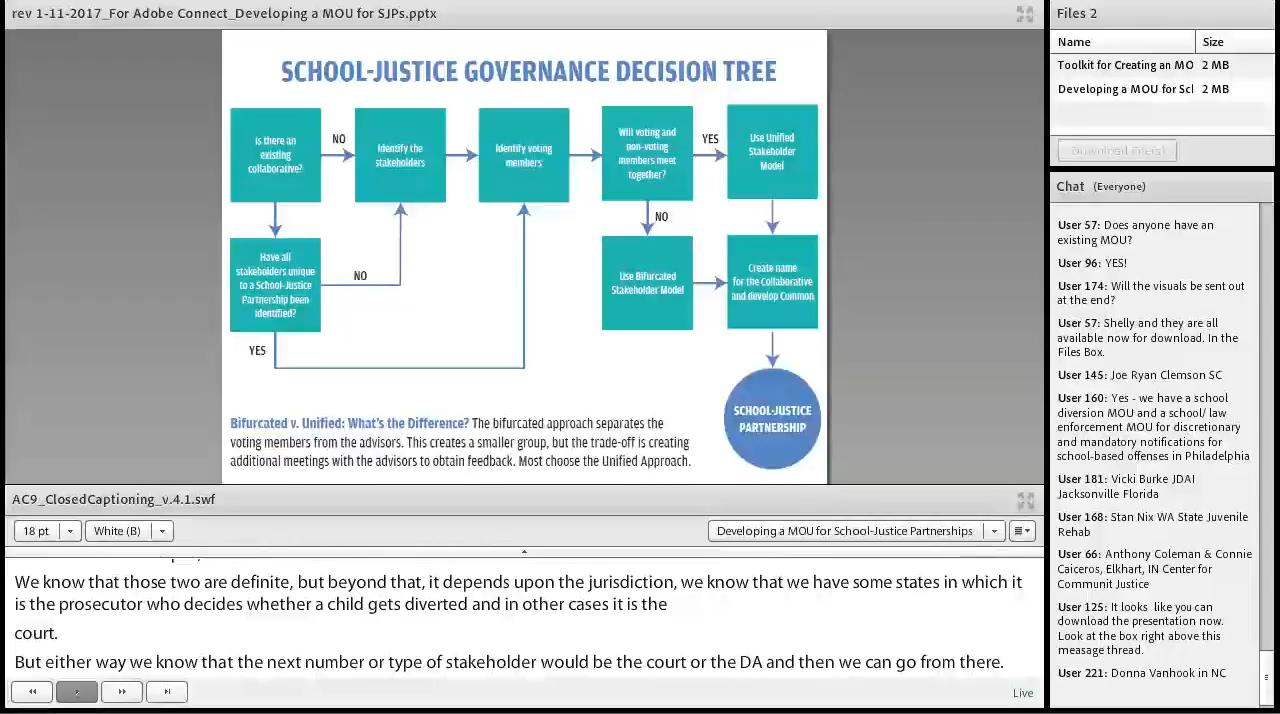 rev 1-11-2017_For Adobe Connect_Developing a MOU for SJPs.pptx
SCHOOL-JUSTICE GOVERNANCE DECISION TREE
Is there an
existing
collaborative?
NO
Identify the
stakeholders
Identify voting
members
Will voting and
non-voting
members meet
together?
YES
Use Unified
Stakeholder
Model
NO
Have all
stakeholders unique
to a School-Justice
Partnership been
identified?
NO
YES
Use Bifurcated
Stakeholder Model
Create name
for the Collaborative
and develop Common
SCHOOL-JUSTICE
PARTNERSHIP
Bifurcated v. Unified: What's the Difference? The bifurcated approach separates the
voting members from the advisors. This creates a smaller group, but the trade-off is creating
additional meetings with the advisors to obtain feedback. Most choose the Unified Approach.
AC9_ClosedCaptioning_v.4.1.swf
18 pt
White (B)
Developing a MOU for School-Justice Partnerships
We know that those two are definite, but beyond that, it depends upon the jurisdiction, we know that we have some states in which it
is the prosecutor who decides whether a child gets diverted and in other cases it is the
court.
But either way we know that the next number or type of stakeholder would be the court or the DA and then we can go from there.
Live
Files 2
Name Size
Toolkit for Creating an MO 2 MB
Developing a MOU for Scl 2 MB
Download File(s)
Chat (Everyone)
User 57: Does anyone have an
existing MOU?
User 96: YES!
User 174: Will the visuals be sent out
at the end?
User 57: Shelly and they are all
available now for download. In the
Files Box.
User 145: Joe Ryan Clemson SC
User 160: Yes - we have a school
diversion MOU and a school/ law
enforcement MOU for discretionary
and mandatory notifications for
school-based offenses in Philadelphia
User 181: Vicki Burke JDAI
Jacksonville Florida
User 168: Stan Nix WA State Juvenile
Rehab
User 66: Anthony Coleman & Connie
Caiceros, Elkhart, IN Center for
Communit Justice
User 125: It looks like you can
download the presentation now.
Look at the box right above this
meesage thread.
User 221: Donna Vanhook in NC